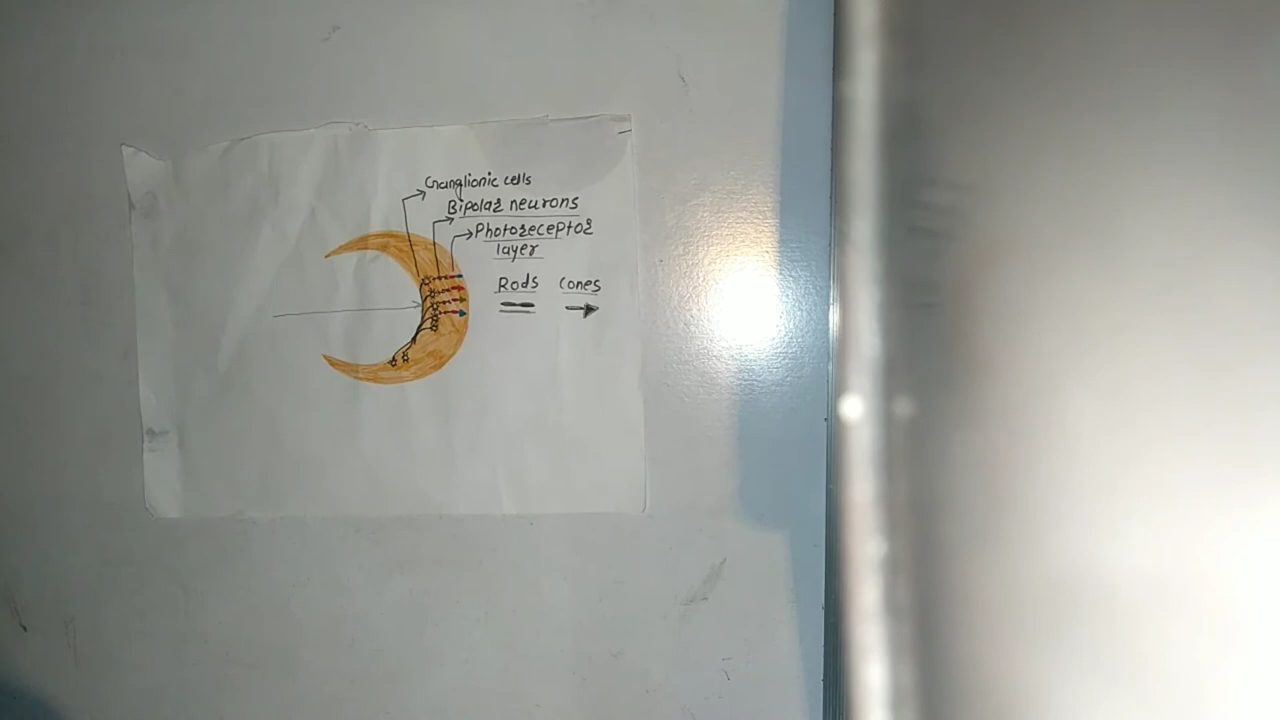 Ganglionic cells
Bipolar neurons
Photoreceptor
layer
Rods Cones